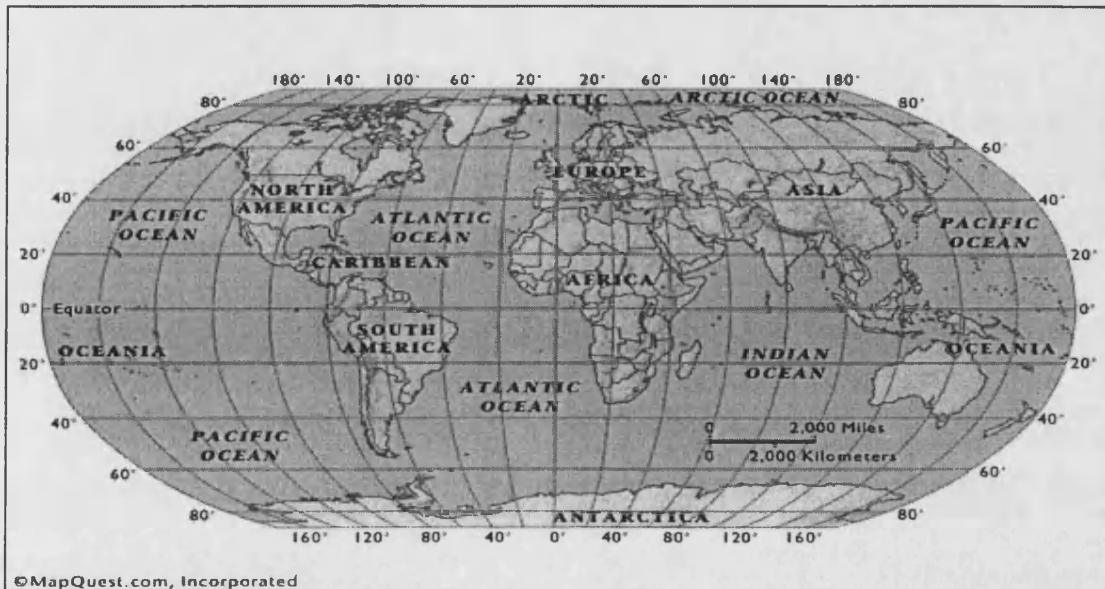 180° 140° 100° 60° 20° 20° 60° 100° 140° 180°
80° ARCTIC ARCTIC OCEAN 80°
60° 60°
EUROPE
NORTH ASIA
40° AMERICA 40°
PACIFIC ATLANTIC PACIFIC
OCEAN OCEAN OCEAN
20° CARIBBEAN 20°
AFRICA
0° Equator 0°
SOUTH
OCEANIA AMERICA INDIAN OCEANIA
20° OCEAN 20°
ATLANTIC
OCEAN
40° 40°
0 2,000 Miles
PACIFIC
OCEAN 0 2,000 Kilometers
60° 60°
80° ANTARCTICA 80°
160° 120° 80° 40° 0° 40° 80° 120° 160°
©MapQuest.com, Incorporated